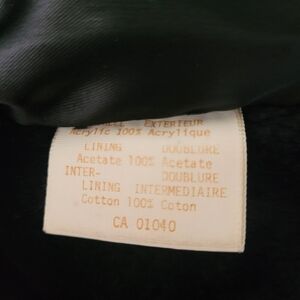 EXTERIEUR
Acrylic 100% Acrylique
LINING DOUBLURE
Acetate 100% Acetate
INTER- DOUBLURE
LINING INTERMEDIAIRE
Cotton 100% Coton
CA 01040